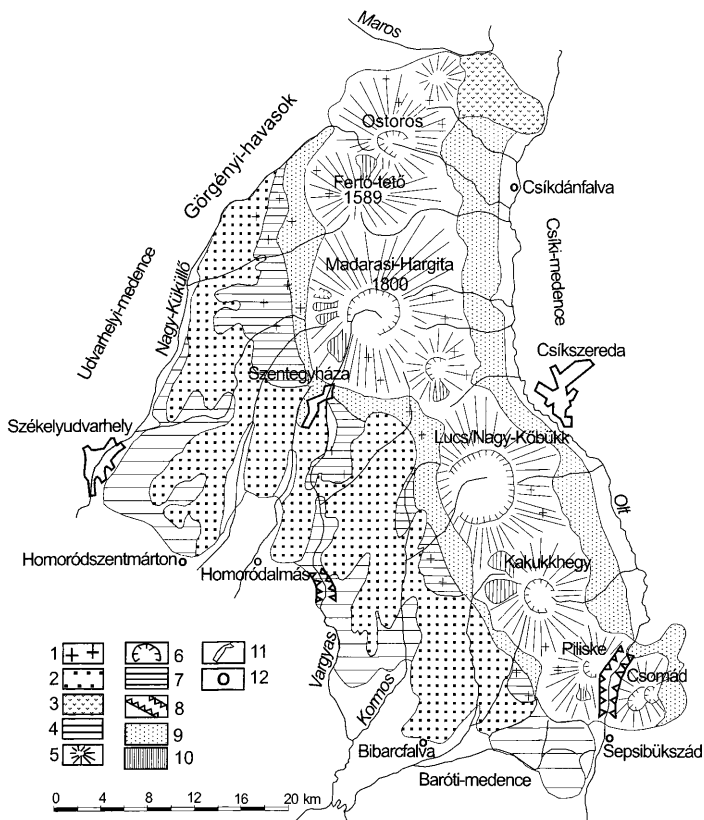 Maros
Görgényi-havasok
Ostoros
Fertő-tető
1589
Csíkdánfalva
Madarasi-Hargita
1800
Csíki-medence
Udvarhelyi-medence
Nagy-Küküllő
Szentegyháza
Csíkszereda
Székelyudvarhely
Lucs/Nagy-Kőbükk
Olt
Homoródszentmárton
Homoródalmás
Kakukkhegy
Vargyas
Kormos
Piliske
Csomád
Bibarcfalva
Sepsibükszád
Baróti-medence
1
2
3
4
5
6
7
8
9
10
11
12
0 4 8 12 16 20 km